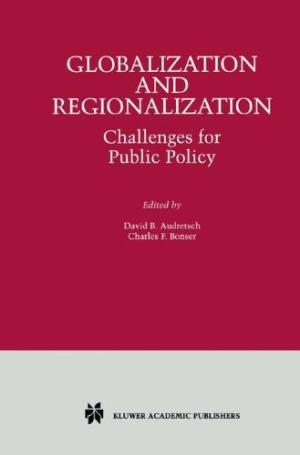 GLOBALIZATION
AND
REGIONALIZATION
Challenges for
Public Policy
Edited by
David B. Audretsch
Charles F. Bonser
KLUWER ACADEMIC PUBLISHERS